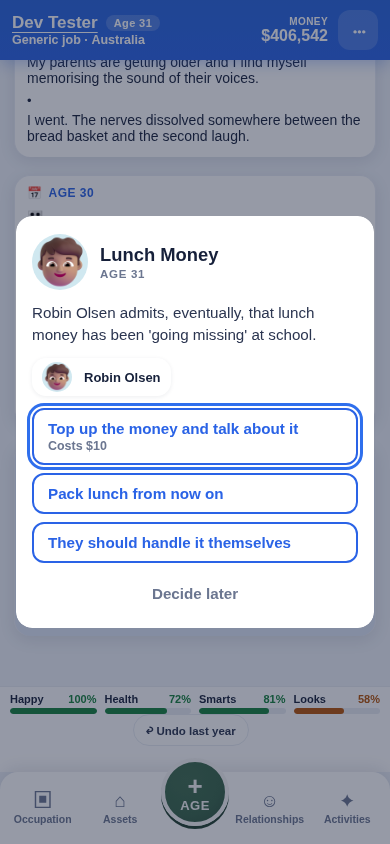 Dev Tester Age 31
Generic job · Australia
MONEY
$406,542
My parents are getting older and I find myself
memorising the sound of their voices.
•
I went. The nerves dissolved somewhere between the
bread basket and the second laugh.
AGE 30
Lunch Money
AGE 31
Robin Olsen admits, eventually, that lunch
money has been 'going missing' at school.
Robin Olsen
Top up the money and talk about it
Costs $10
Pack lunch from now on
They should handle it themselves
Decide later
Happy 100% Health 72% Smarts 81% Looks 58%
Undo last year
+
AGE
Occupation Assets Relationships Activities